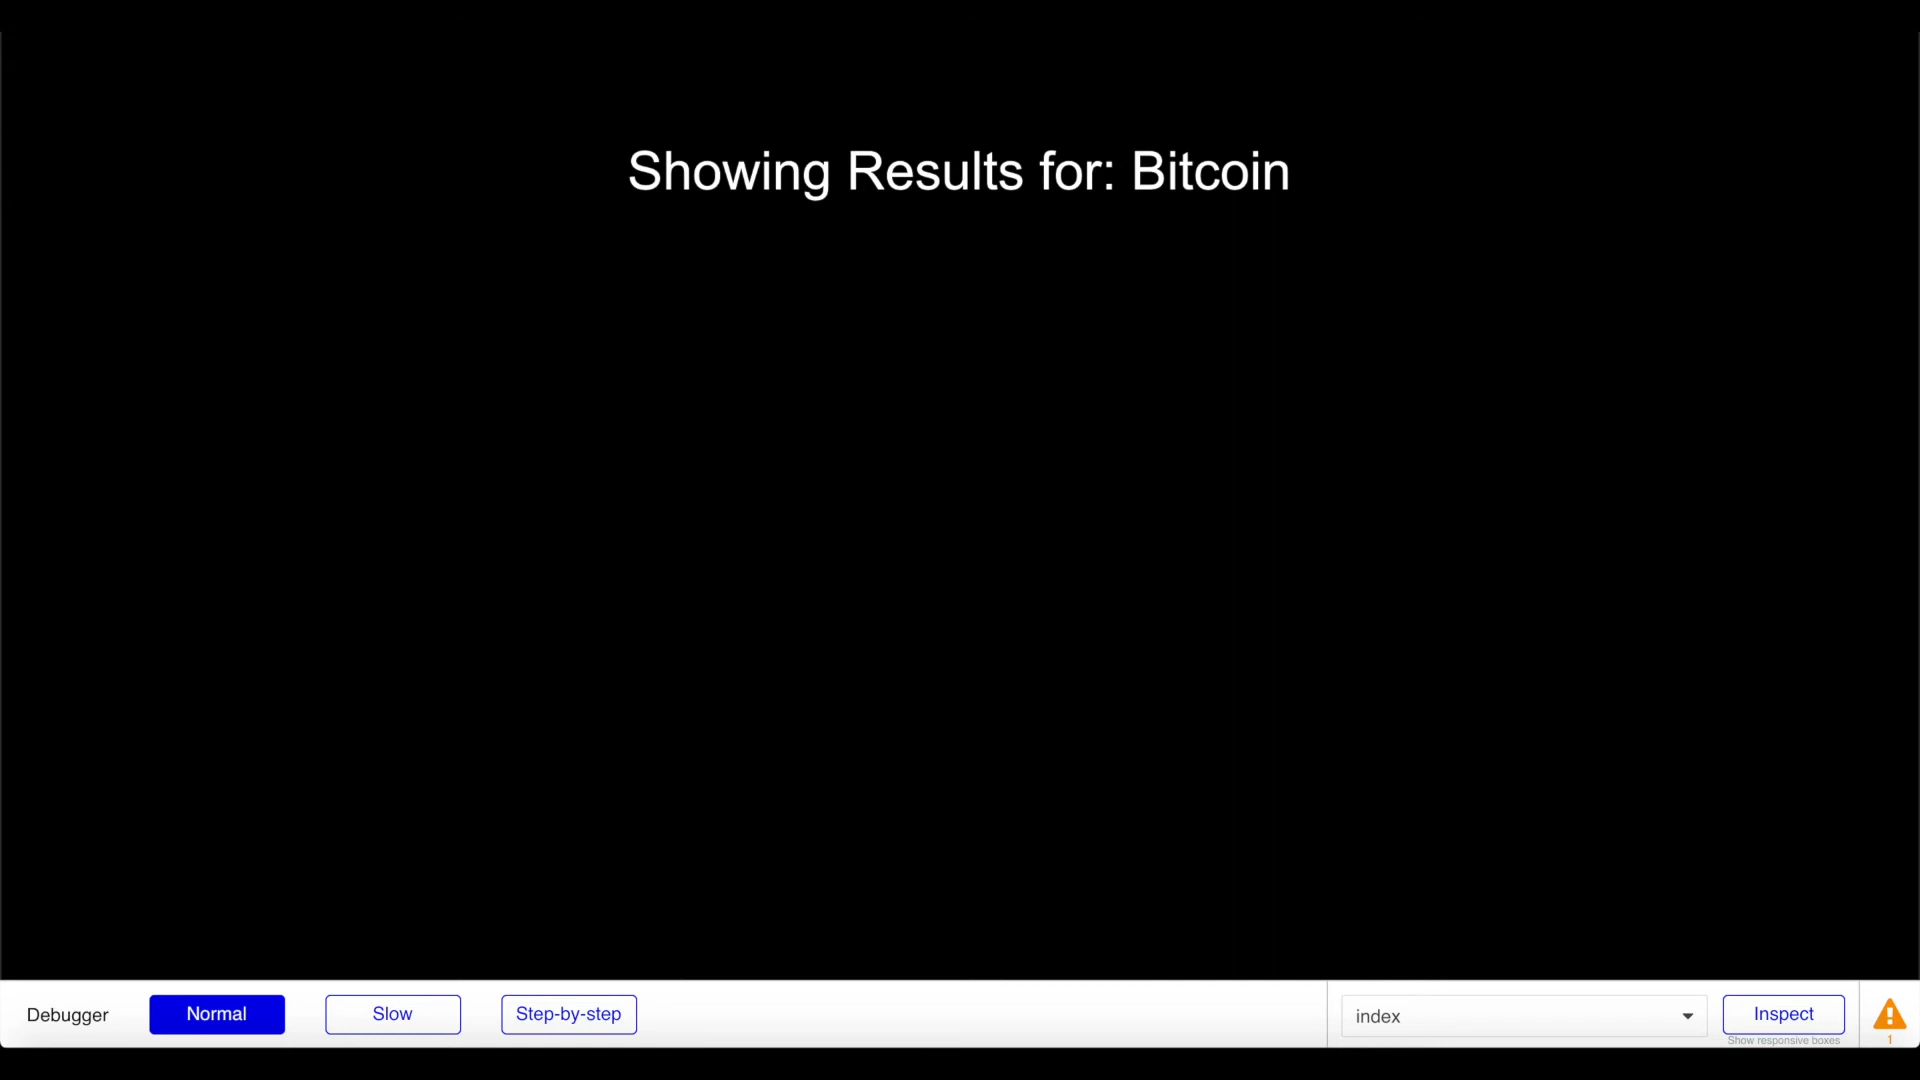 Showing Results for: Bitcoin
Debugger
Normal
Slow
Step-by-step
index
Inspect
Show responsive boxes
1